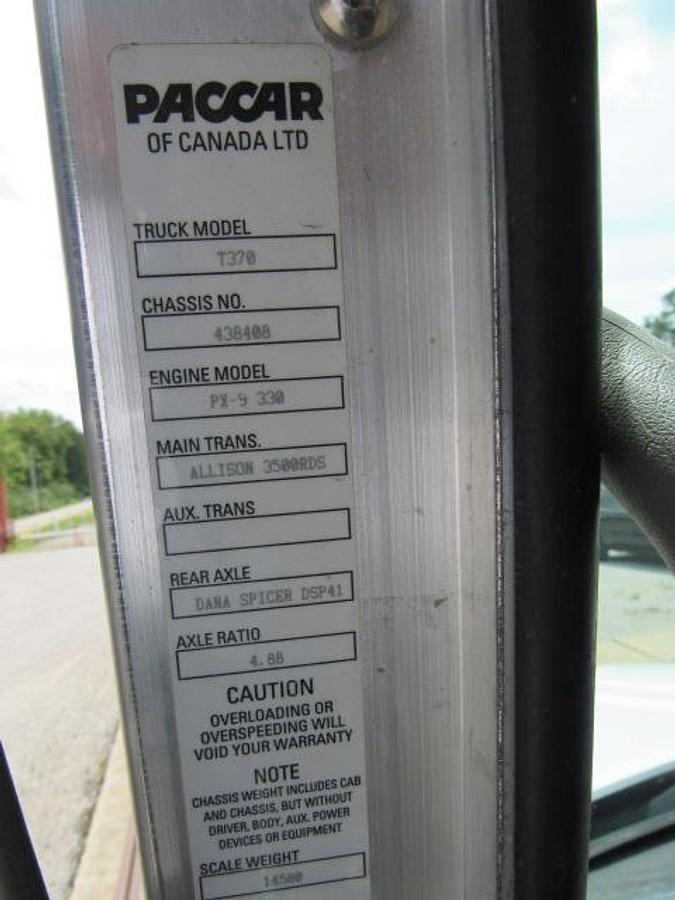 PACCAR
OF CANADA LTD
TRUCK MODEL
T370
CHASSIS NO.
438408
ENGINE MODEL
PX-9 330
MAIN TRANS.
ALLISON 3500RDS
AUX. TRANS
REAR AXLE
DANA SPICER DSP41
AXLE RATIO
4.88
CAUTION
OVERLOADING OR
OVERSPEEDING WILL
VOID YOUR WARRANTY
NOTE
CHASSIS WEIGHT INCLUDES CAB
AND CHASSIS, BUT WITHOUT
DRIVER, BODY, AUX. POWER
DEVICES OR EQUIPMENT
SCALE WEIGHT
14580